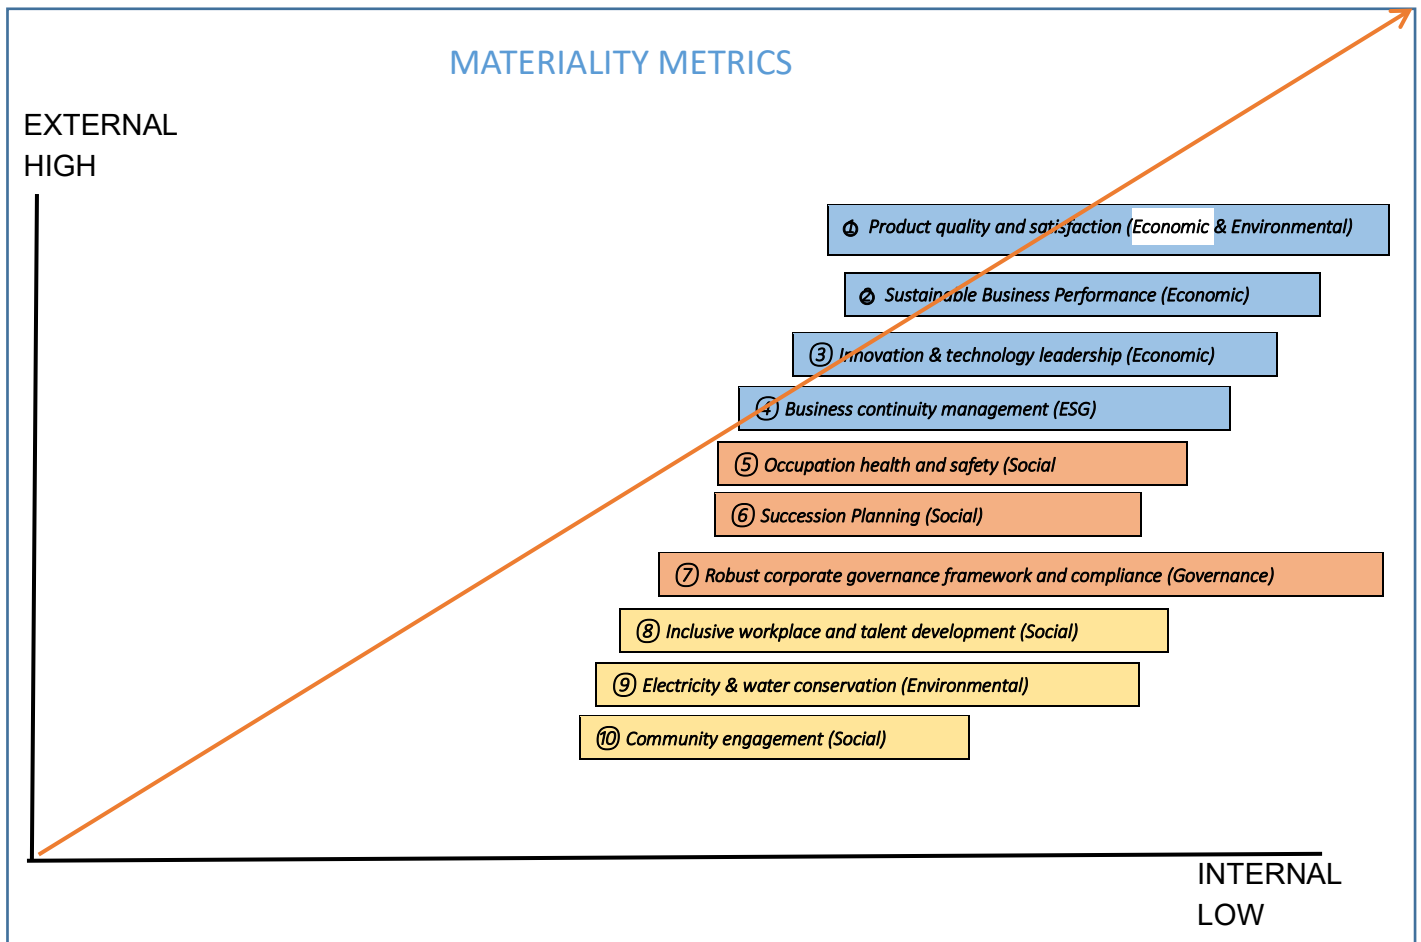 MATERIALITY METRICS
EXTERNAL
HIGH
① Product quality and satisfaction (Economic & Environmental)
② Sustainable Business Performance (Economic)
③ Innovation & technology leadership (Economic)
④ Business continuity management (ESG)
⑤ Occupation health and safety (Social
⑥ Succession Planning (Social)
⑦ Robust corporate governance framework and compliance (Governance)
⑧ Inclusive workplace and talent development (Social)
⑨ Electricity & water conservation (Environmental)
⑩ Community engagement (Social)
INTERNAL
LOW